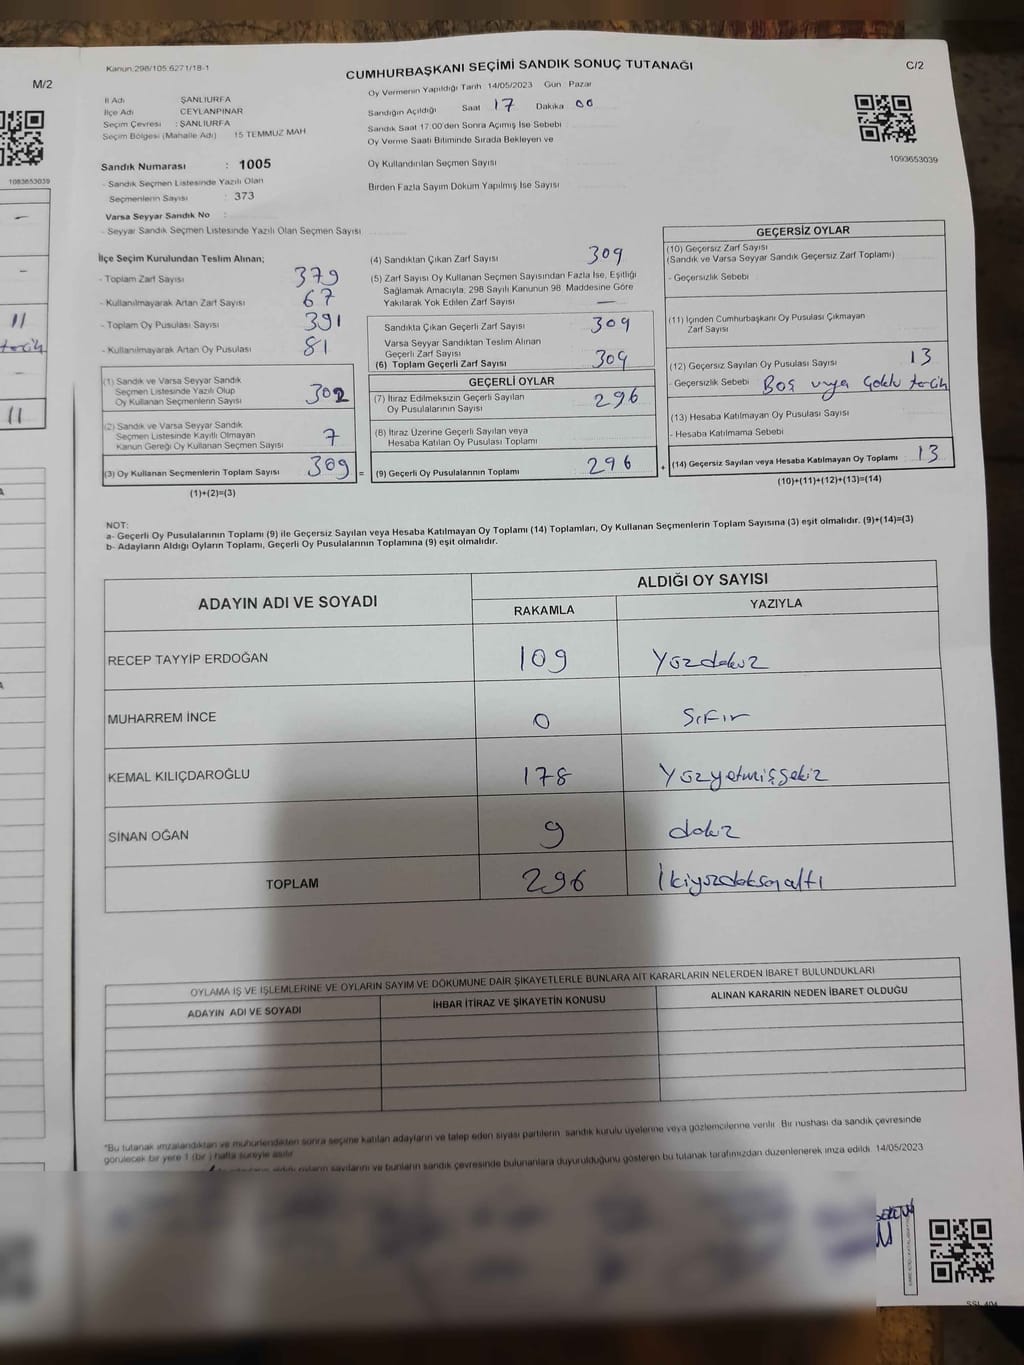 M/2
1093653039
11
11
Kanun:298/105.6271/18-1
CUMHURBAŞKANI SEÇİMİ SANDIK SONUÇ TUTANAĞI
C/2
1093653039
İl Adı ŞANLIURFA
İlçe Adı CEYLANPINAR
Seçim Çevresi : ŞANLIURFA
Seçim Bölgesi (Mahalle Adı) 15 TEMMUZ MAH
Oy Vermenin Yapıldığı Tarih 14/05/2023 Gün Pazar
Sandığın Açıldığı Saat 17 Dakika 00
Sandık Saat 17:00'den Sonra Açmış İse Sebebi
Oy Verme Saati Bitiminde Sırada Bekleyen ve
Oy Kullandırılan Seçmen Sayısı
Birden Fazla Sayım Döküm Yapılmış İse Sayısı
Sandık Numarası : 1005
- Sandık Seçmen Listesinde Yazılı Olan
Seçmenlerin Sayısı : 373
Varsa Seyyar Sandık No :
- Seyyar Sandık Seçmen Listesinde Yazılı Olan Seçmen Sayısı
İlçe Seçim Kurulundan Teslim Alınan;
- Toplam Zarf Sayısı 379
- Kullanılmayarak Artan Zarf Sayısı 67
- Toplam Oy Pusulası Sayısı 391
- Kullanılmayarak Artan Oy Pusulası 81
(1) Sandık ve Varsa Seyyar Sandık
Seçmen Listesinde Yazılı Olup
Oy Kullanan Seçmenlerin Sayısı 302
(2) Sandık ve Varsa Seyyar Sandık
Seçmen Listesinde Kayıtlı Olmayan
Kanun Gereği Oy Kullanan Seçmen Sayısı 7
(3) Oy Kullanan Seçmenlerin Toplam Sayısı 309 =
(1)+(2)=(3)
(4) Sandıktan Çıkan Zarf Sayısı 309
(5) Zarf Sayısı Oy Kullanan Seçmen Sayısından Fazla İse, Eşitliği
Sağlamak Amacıyla, 298 Sayılı Kanunun 98. Maddesine Göre
Yakılarak Yok Edilen Zarf Sayısı —
Sandıkta Çıkan Geçerli Zarf Sayısı 309
Varsa Seyyar Sandıktan Teslim Alınan
Geçerli Zarf Sayısı
(6) Toplam Geçerli Zarf Sayısı 309
GEÇERLİ OYLAR
(7) İtiraz Edilmeksizin Geçerli Sayılan
Oy Pusulalarının Sayısı 296
(8) İtiraz Üzerine Geçerli Sayılan veya
Hesaba Katılan Oy Pusulası Toplamı
(9) Geçerli Oy Pusulalarının Toplamı 296 +
GEÇERSİZ OYLAR
(10) Geçersiz Zarf Sayısı
(Sandık ve Varsa Seyyar Sandık Geçersiz Zarf Toplamı)
- Geçersizlik Sebebi
(11) İçinden Cumhurbaşkanı Oy Pusulası Çıkmayan
Zarf Sayısı
(12) Geçersiz Sayılan Oy Pusulası Sayısı 13
- Geçersizlik Sebebi Boş veya Çoklu tercih
(13) Hesaba Katılmayan Oy Pusulası Sayısı
- Hesaba Katılmama Sebebi
(14) Geçersiz Sayılan veya Hesaba Katılmayan Oy Toplamı 13
(10)+(11)+(12)+(13)=(14)
NOT:
a- Geçerli Oy Pusulalarının Toplamı (9) ile Geçersiz Sayılan veya Hesaba Katılmayan Oy Toplamı (14) Toplamları, Oy Kullanan Seçmenlerin Toplam Sayısına (3) eşit olmalıdır. (9)+(14)=(3)
b- Adayların Aldığı Oyların Toplamı, Geçerli Oy Pusulalarının Toplamına (9) eşit olmalıdır.
ADAYIN ADI VE SOYADI
ALDIĞI OY SAYISI
RAKAMLA YAZIYLA
RECEP TAYYİP ERDOĞAN 109 Yüzdokuz
MUHARREM İNCE 0 Sıfır
KEMAL KILIÇDAROĞLU 178 Yüzyetmişsekiz
SİNAN OĞAN 9 dokuz
TOPLAM 296 İkiyüzdoksanaltı
OYLAMA İŞ VE İŞLEMLERİNE VE OYLARIN SAYIM VE DÖKÜMÜNE DAİR ŞİKAYETLERLE BUNLARA AİT KARARLARIN NELERDEN İBARET BULUNDUKLARI
ADAYIN ADI VE SOYADI İHBAR İTİRAZ VE ŞİKAYETİN KONUSU ALINAN KARARIN NEDEN İBARET OLDUĞU
*Bu tutanak imzalandıktan ve mühürlendikten sonra seçime katılan adayların ve talep eden siyasi partilerin sandık kurulu üyelerine veya gözlemcilerine verilir. Bir nüshası da sandık çevresinde
görülecek bir yere 1 (bir) hafta süreyle asılır.
sayılarını ve bunların sandık çevresinde bulunanlara duyurulduğunu gösteren bu tutanak tarafımızdan düzenlenerek imza edildi. 14/05/2023